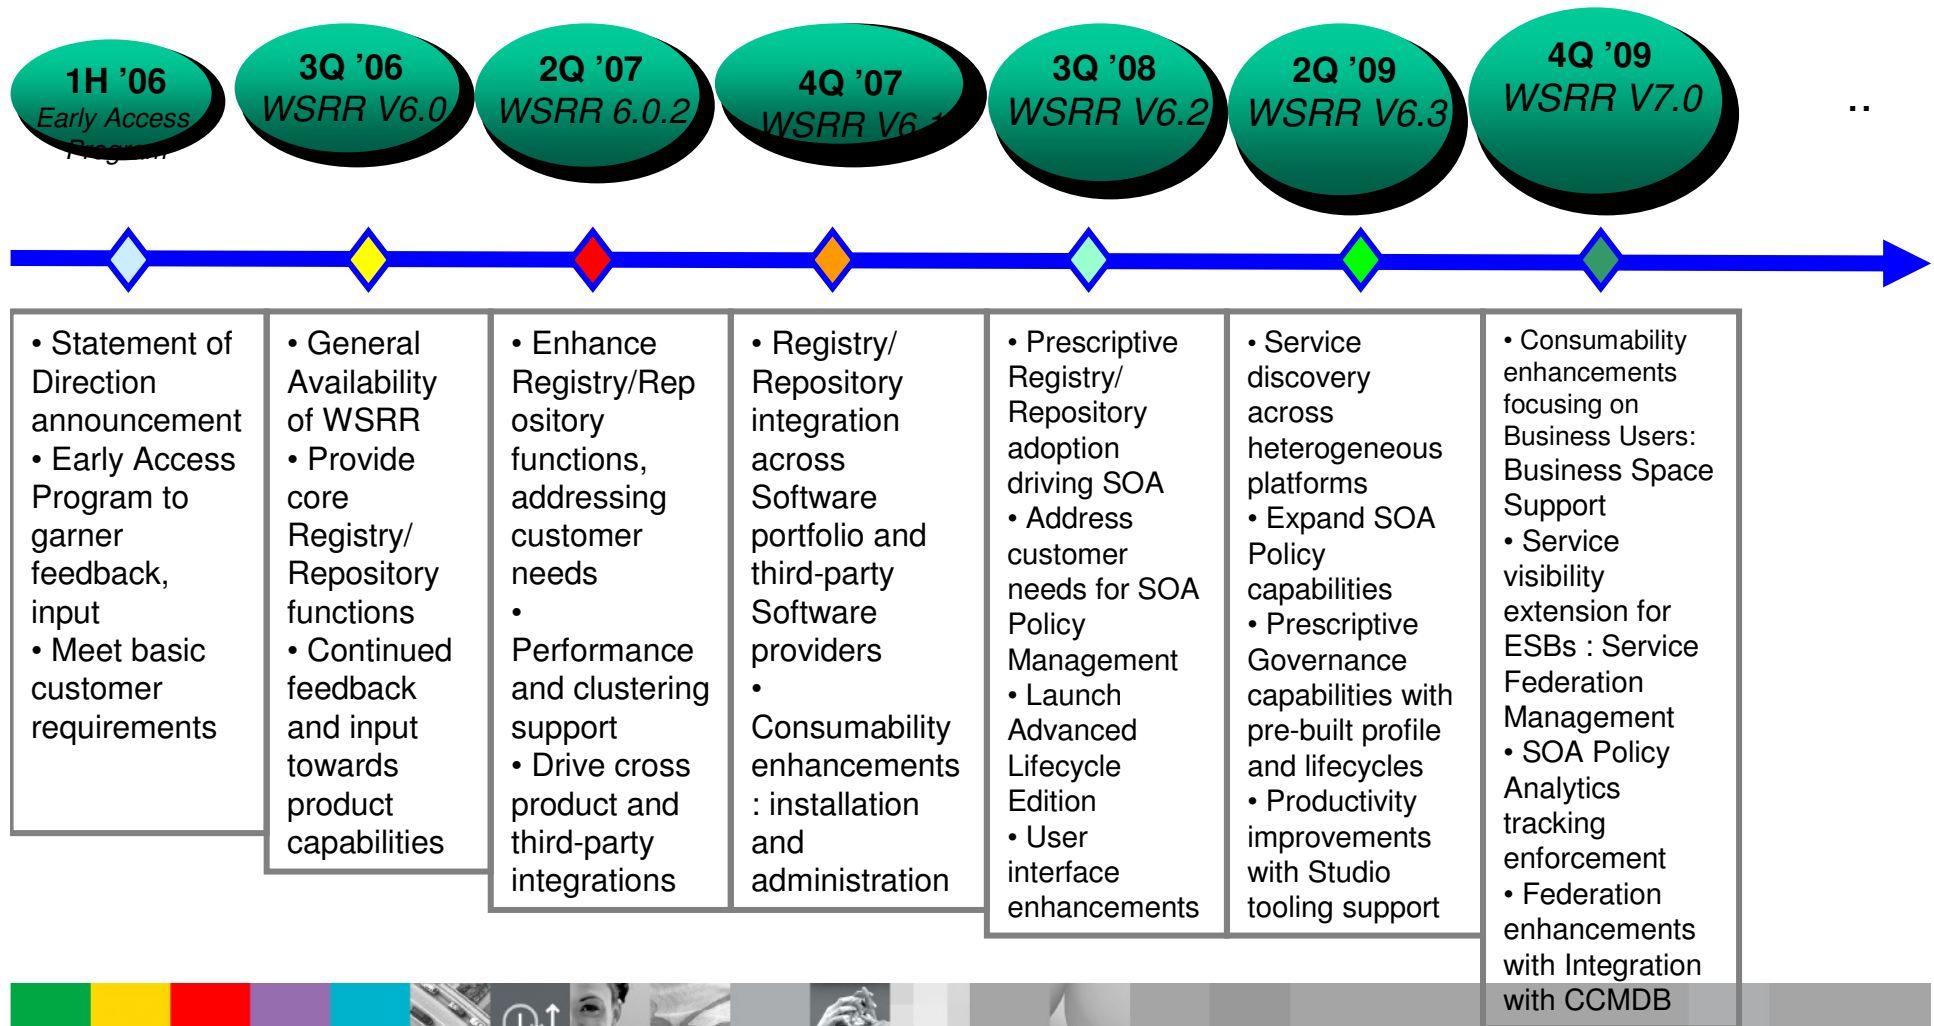 1H ’06
Early Access
Program
3Q ’06
WSRR V6.0
2Q ’07
WSRR 6.0.2
4Q ’07
WSRR V6.1
3Q ’08
WSRR V6.2
2Q ’09
WSRR V6.3
4Q ’09
WSRR V7.0
..
• Statement of
Direction
announcement
• Early Access
Program to
garner
feedback,
input
• Meet basic
customer
requirements
• General
Availability
of WSRR
• Provide
core
Registry/
Repository
functions
• Continued
feedback
and input
towards
product
capabilities
• Enhance
Registry/Rep
ository
functions,
addressing
customer
needs
•
Performance
and clustering
support
• Drive cross
product and
third-party
integrations
• Registry/
Repository
integration
across
Software
portfolio and
third-party
Software
providers
•
Consumability
enhancements
: installation
and
administration
• Prescriptive
Registry/
Repository
adoption
driving SOA
• Address
customer
needs for SOA
Policy
Management
• Launch
Advanced
Lifecycle
Edition
• User
interface
enhancements
• Service
discovery
across
heterogeneous
platforms
• Expand SOA
Policy
capabilities
• Prescriptive
Governance
capabilities with
pre-built profile
and lifecycles
• Productivity
improvements
with Studio
tooling support
• Consumability
enhancements
focusing on
Business Users:
Business Space
Support
• Service
visibility
extension for
ESBs : Service
Federation
Management
• SOA Policy
Analytics
tracking
enforcement
• Federation
enhancements
with Integration
with CCMDB